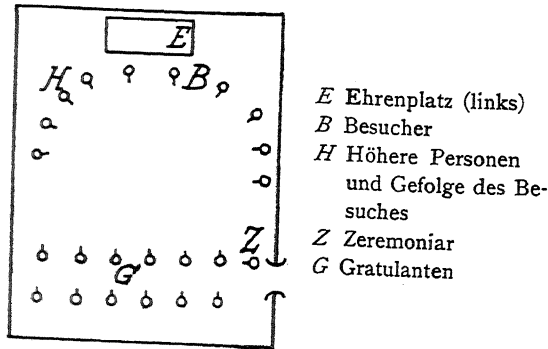 E
H
B
Z
G
E Ehrenplatz (links)
B Besucher
H Höhere Personen
und Gefolge des Be-
suches
Z Zeremoniar
G Gratulanten